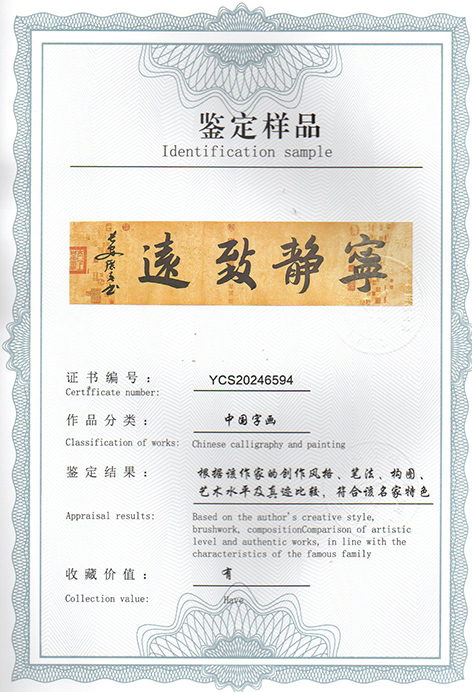 鉴定样品
Identification sample
寧靜致遠
证书编号：
YCS20246594
Certificate number:
作品分类：
中国字画
Classification of works: Chinese calligraphy and painting
鉴定结果：
根据该作家的创作风格、笔法、构图、
艺术水平及真迹比较，符合该名家特色
Appraisal results:
Based on the author's creative style,
brushwork, compositionComparison of artistic
level and authentic works, in line with the
characteristics of the famous family
收藏价值：
有
Collection value:
Have